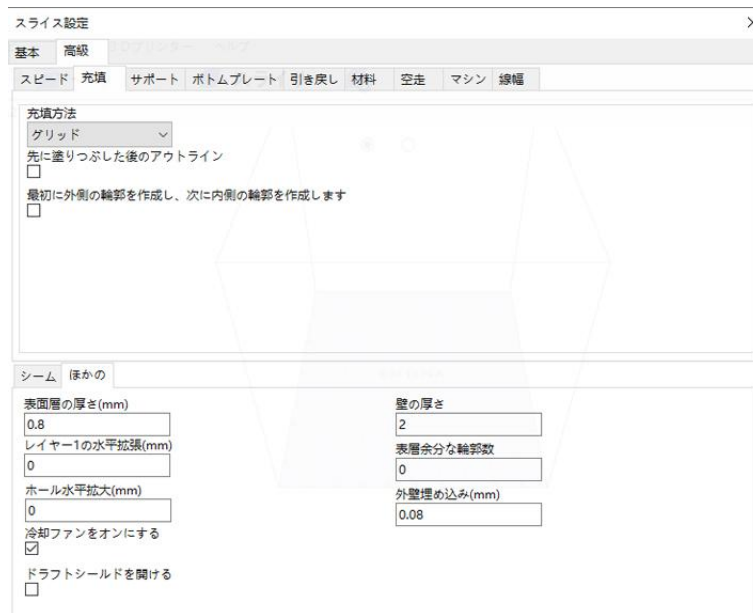 スライス設定
基本 高級
スピード 充填 サポート ボトムプレート 引き戻し 材料 空走 マシン 線幅
充填方法
グリッド
先に塗りつぶした後のアウトライン
最初に外側の輪郭を作成し、次に内側の輪郭を作成します
シーム ほかの
表面層の厚さ(mm) 壁の厚さ
0.8 2
レイヤー1の水平拡張(mm) 表層余分な輪郭数
0 0
ホール水平拡大(mm) 外壁埋め込み(mm)
0 0.08
冷却ファンをオンにする
ドラフトシールドを開ける